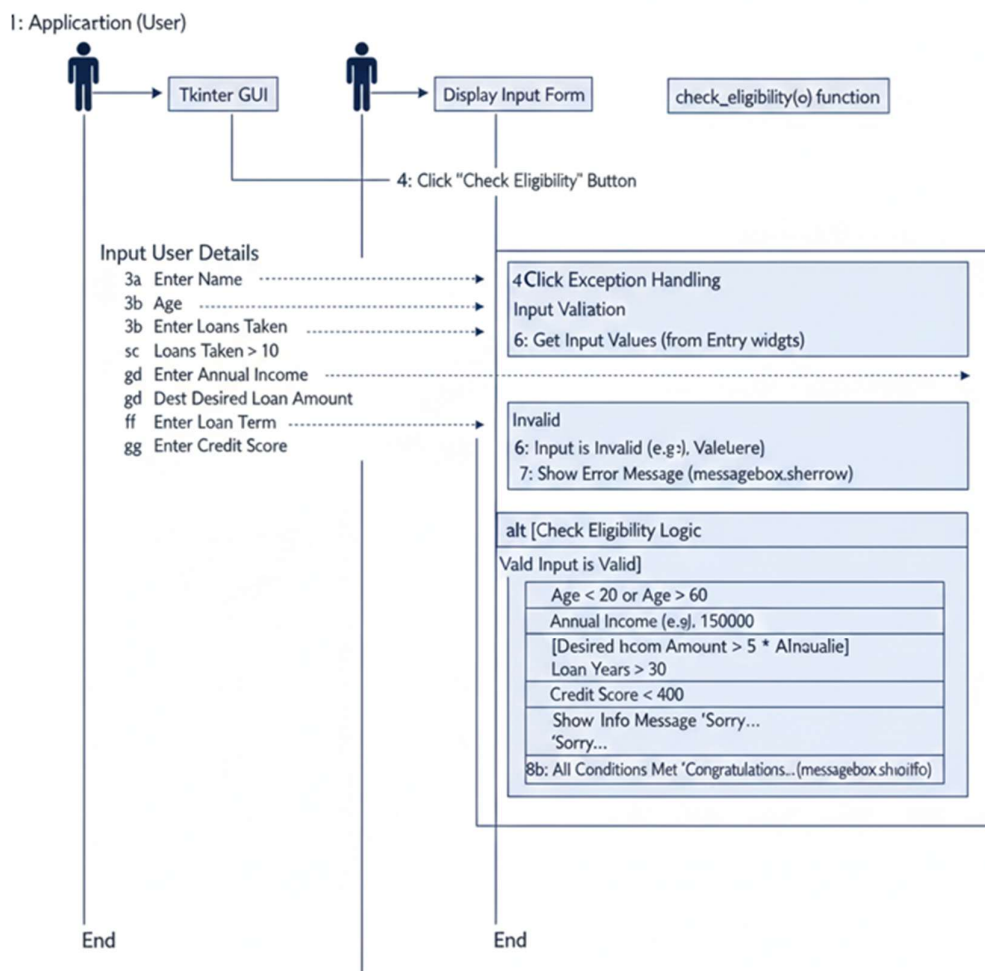 1: Applicartion (User)
Tkinter GUI
Display Input Form
check_eligibility(o) function
4: Click "Check Eligibility" Button
Input User Details
3a Enter Name
3b Age
3b Enter Loans Taken
sc Loans Taken > 10
gd Enter Annual Income
gd Dest Desired Loan Amount
ff Enter Loan Term
gg Enter Credit Score
4Click Exception Handling
Input Valiation
6: Get Input Values (from Entry widgts)
Invalid
6: Input is Invalid (e.g:), Valeluere)
7: Show Error Message (messagebox.sherrow)
alt [Check Eligibility Logic
Vald Input is Valid]
Age < 20 or Age > 60
Annual Income (e.g). 150000
[Desired hcom Amount > 5 * Alnqualie]
Loan Years > 30
Credit Score < 400
Show Info Message 'Sorry...
'Sorry...
8b: All Conditions Met 'Congratulations...(messagebox.shioiffo)
End
End